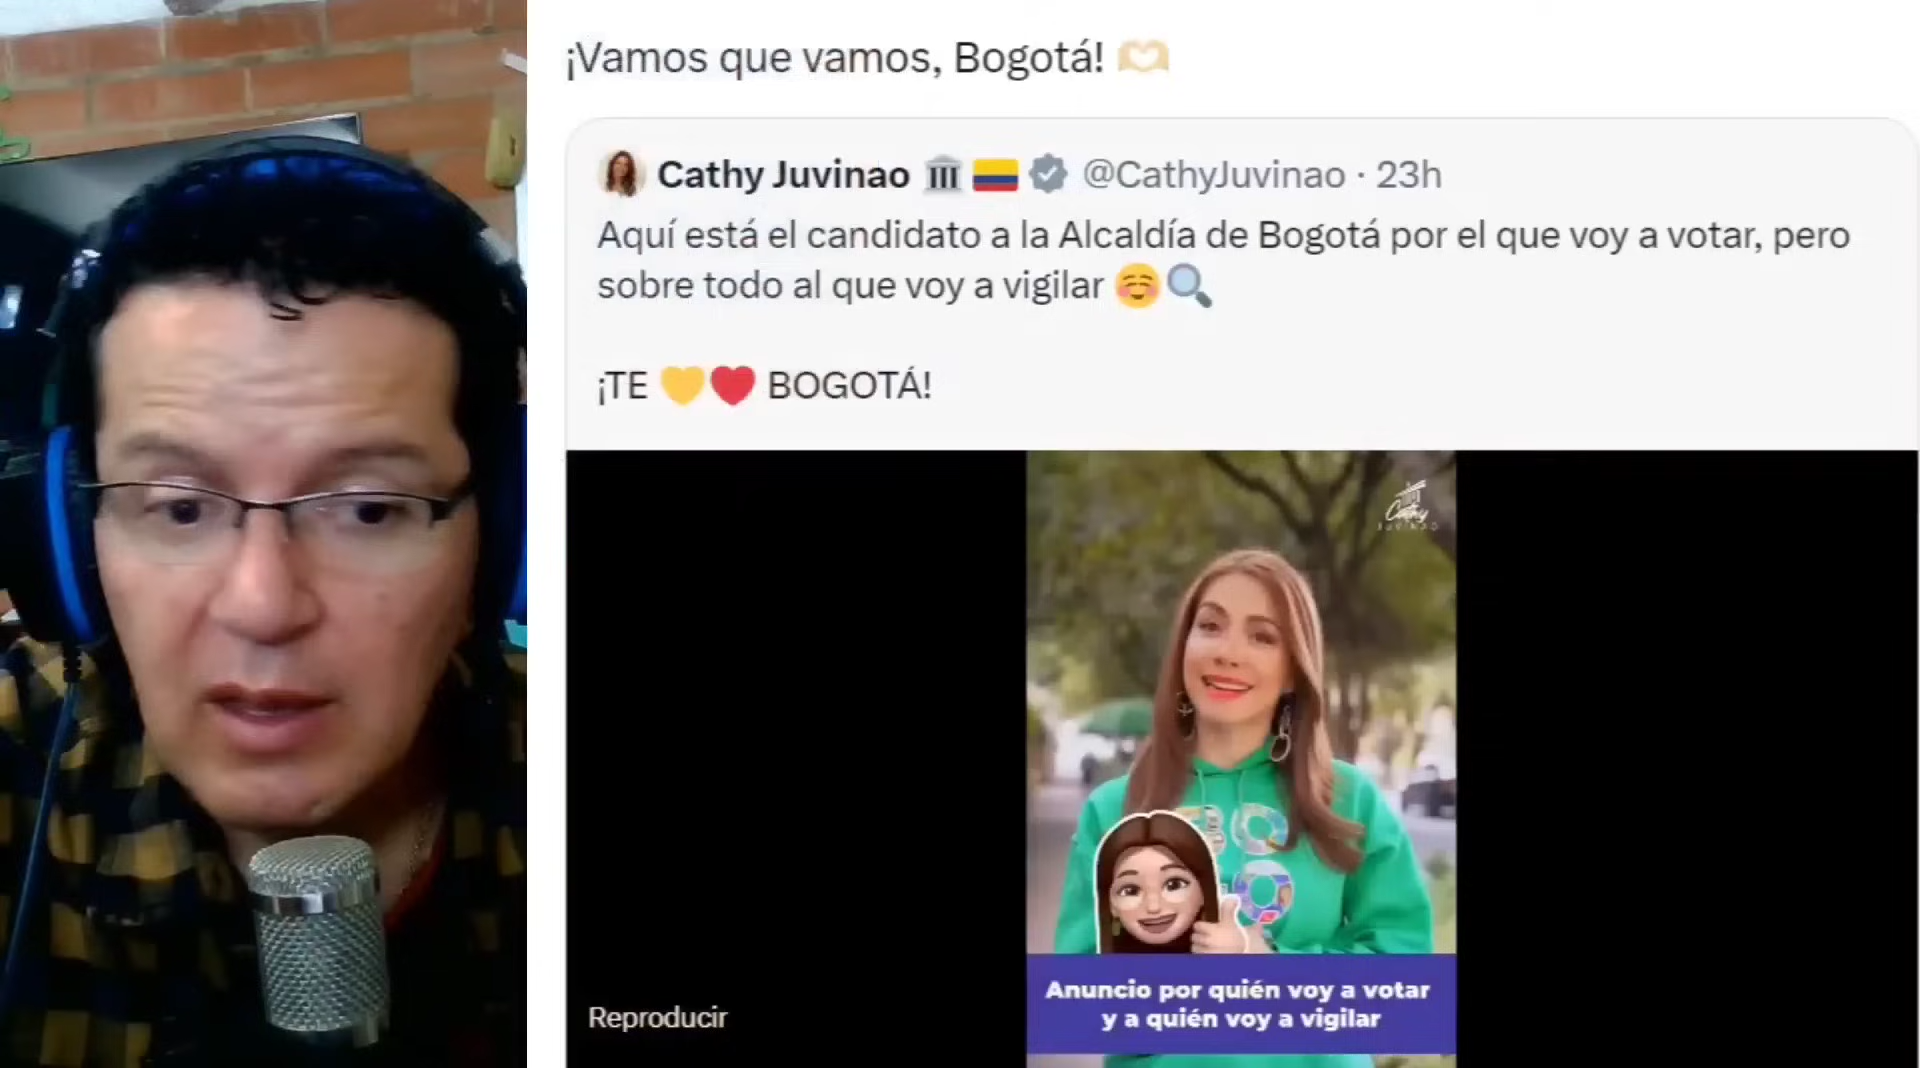 ¡Vamos que vamos, Bogotá! 🫶🏼
Cathy Juvinao 🏛️🇨🇴 @CathyJuvinao · 23h
Aquí está el candidato a la Alcaldía de Bogotá por el que voy a votar, pero
sobre todo al que voy a vigilar ☺️🔍
¡TE 💛❤️ BOGOTÁ!
Cathy
JUVINAO
Anuncio por quién voy a votar
y a quién voy a vigilar
Reproducir